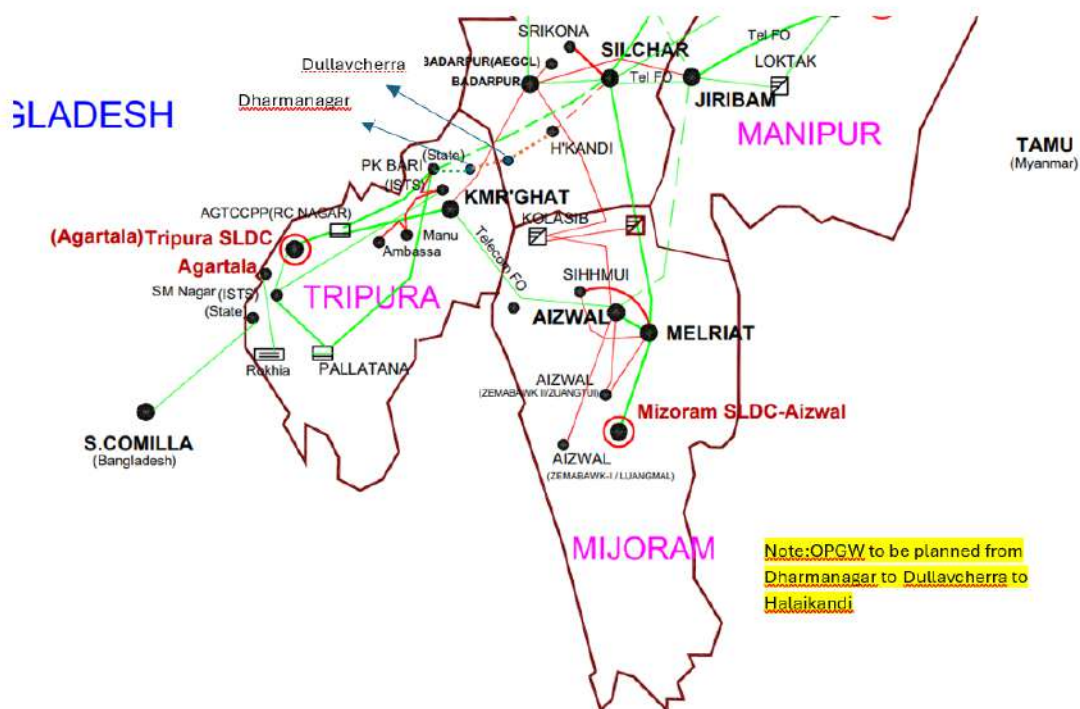 SRIKONA
SILCHAR
Tel FO
BADARPUR(AEGCL)
BADARPUR
Tel FO
LOKTAK
JIRIBAM
Dullavcherra
Dharmanagar
GLADESH
MANIPUR
TAMU
(Myanmar)
(State)
PK BARI
(ISTS)
H'KANDI
KMR'GHAT
AGTCCPP(RC NAGAR)
KOLASIB
(Agartala)Tripura SLDC
Manu
Ambassa
Telecom FO
Agartala
SIHHMUI
SM Nagar (ISTS)
(State)
TRIPURA
AIZWAL
MELRIAT
Rokhia
PALLATANA
AIZWAL
(ZEMABAWK II/ZUANGTUI)
Mizoram SLDC-Aizwal
S.COMILLA
(Bangladesh)
AIZWAL
(ZEMABAWK-I / LUANGMAL)
MIJORAM
Note:OPGW to be planned from
Dharmanagar to Dullavcherra to
Halaikandi